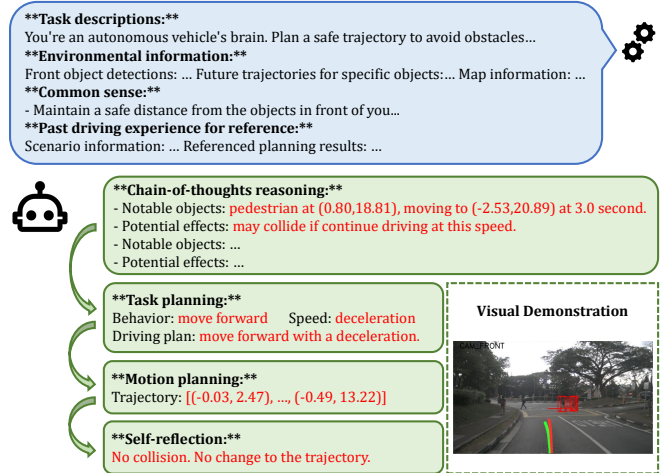 **Task descriptions:**
You're an autonomous vehicle's brain. Plan a safe trajectory to avoid obstacles…
**Environmental information:**
Front object detections: … Future trajectories for specific objects:… Map information: …
**Common sense:**
- Maintain a safe distance from the objects in front of you...
**Past driving experience for reference:**
Scenario information: … Referenced planning results: …
**Chain-of-thoughts reasoning:**
- Notable objects: pedestrian at (0.80,18.81), moving to (-2.53,20.89) at 3.0 second.
- Potential effects: may collide if continue driving at this speed.
- Notable objects: …
- Potential effects: …
**Task planning:**
Behavior: move forward Speed: deceleration
Driving plan: move forward with a deceleration.
**Motion planning:**
Trajectory: [(-0.03, 2.47), …, (-0.49, 13.22)]
**Self-reflection:**
No collision. No change to the trajectory.
Visual Demonstration
CAM_FRONT